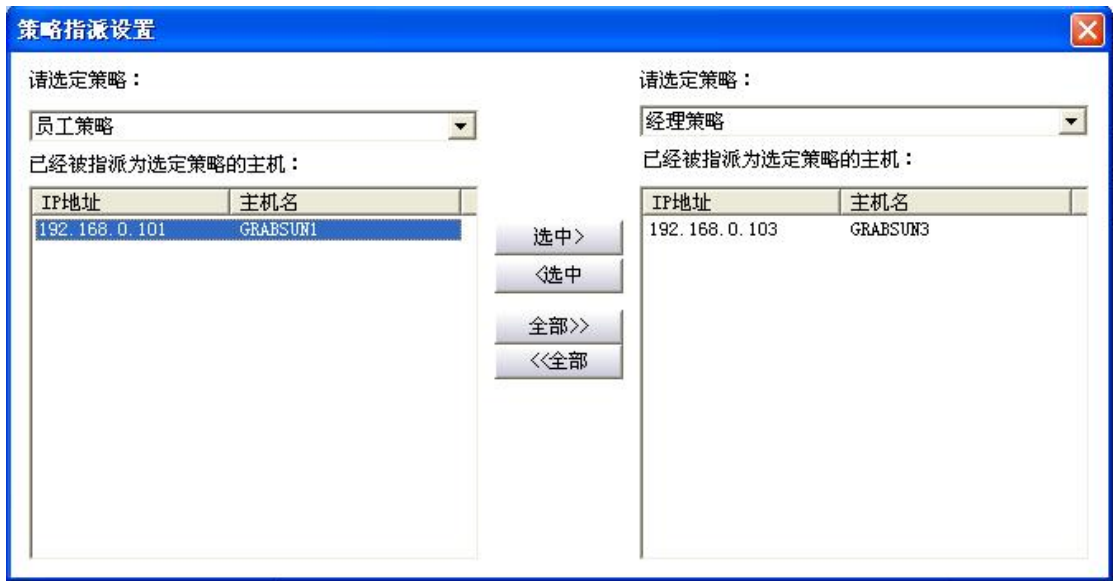 策略指派设置
请选定策略：
员工策略
已经被指派为选定策略的主机：
IP地址 主机名
192.168.0.101 GRABSUN1
选中>
<选中
全部>>
<<全部
请选定策略：
经理策略
已经被指派为选定策略的主机：
IP地址 主机名
192.168.0.103 GRABSUN3